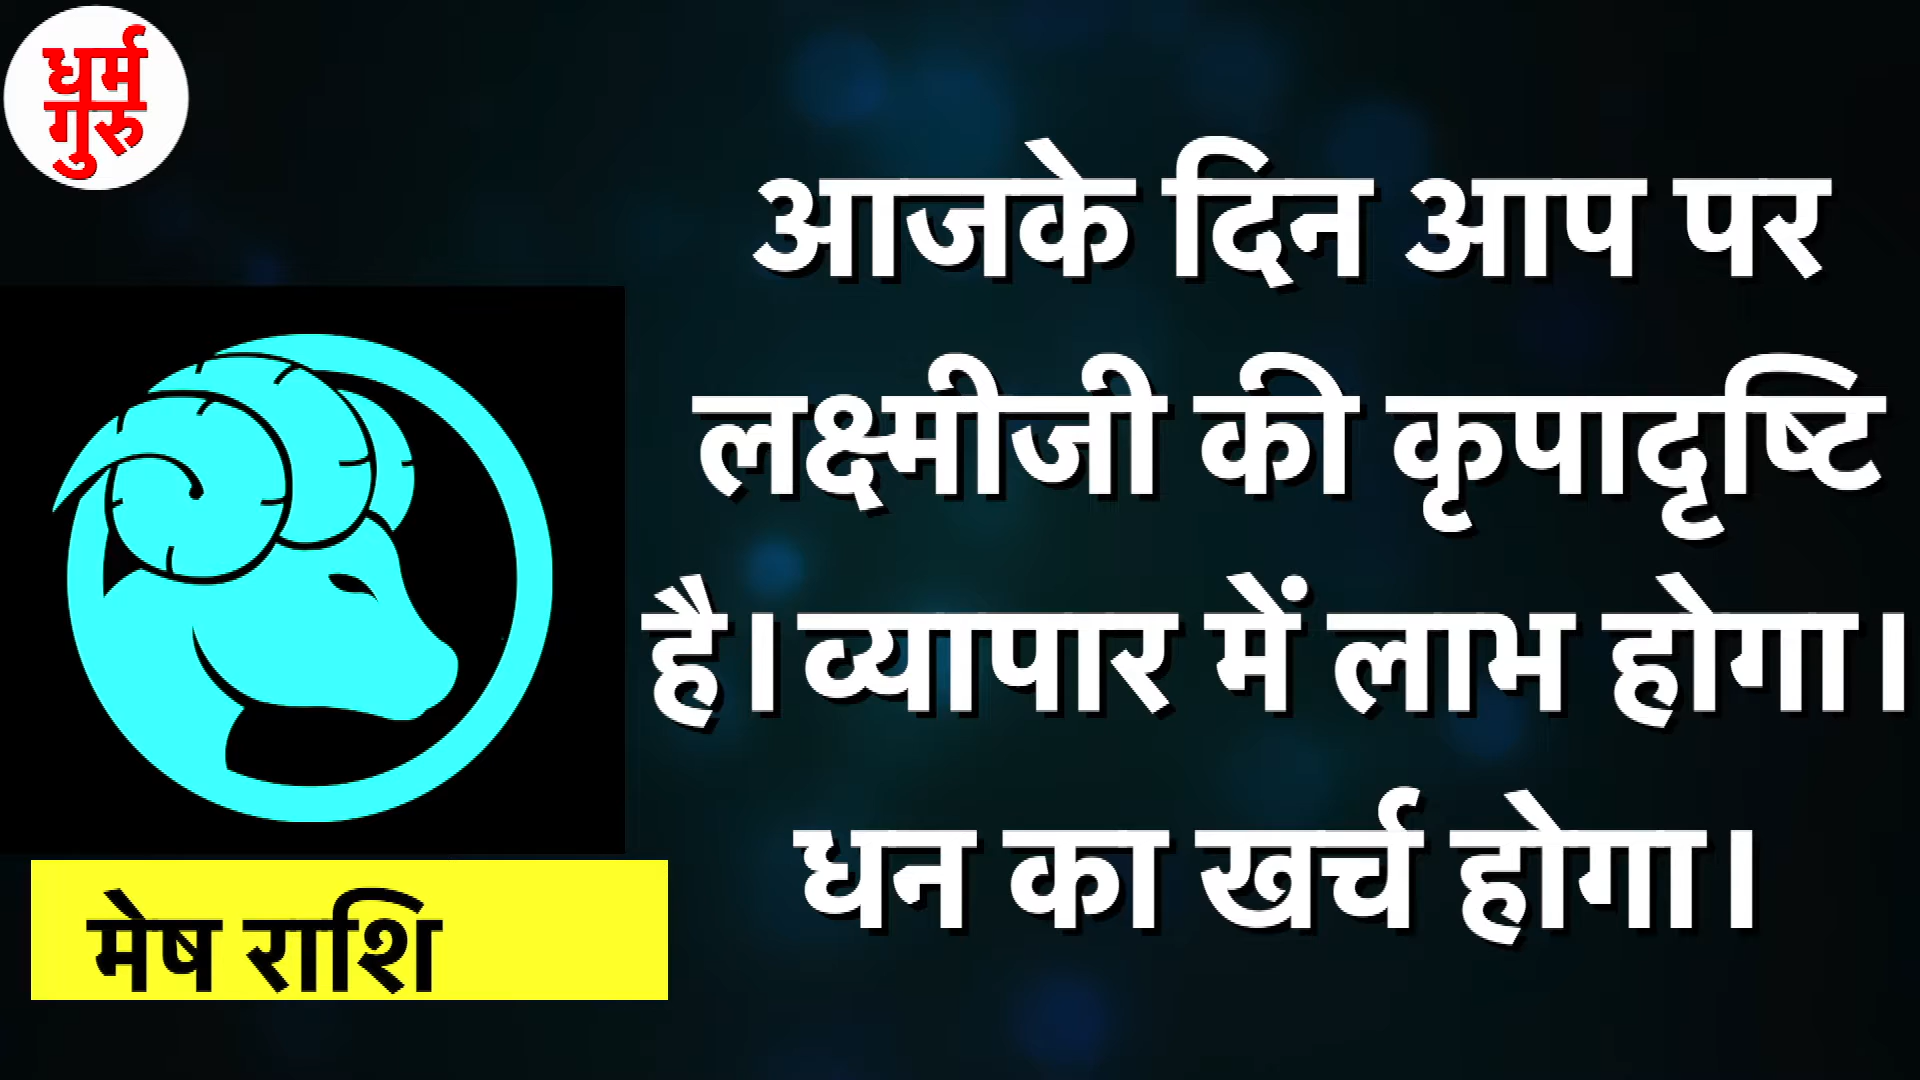 धर्म
गुरु
आजके दिन आप पर
लक्ष्मीजी की कृपादृष्टि
है।व्यापार में लाभ होगा।
धन का खर्च होगा।
मेष राशि